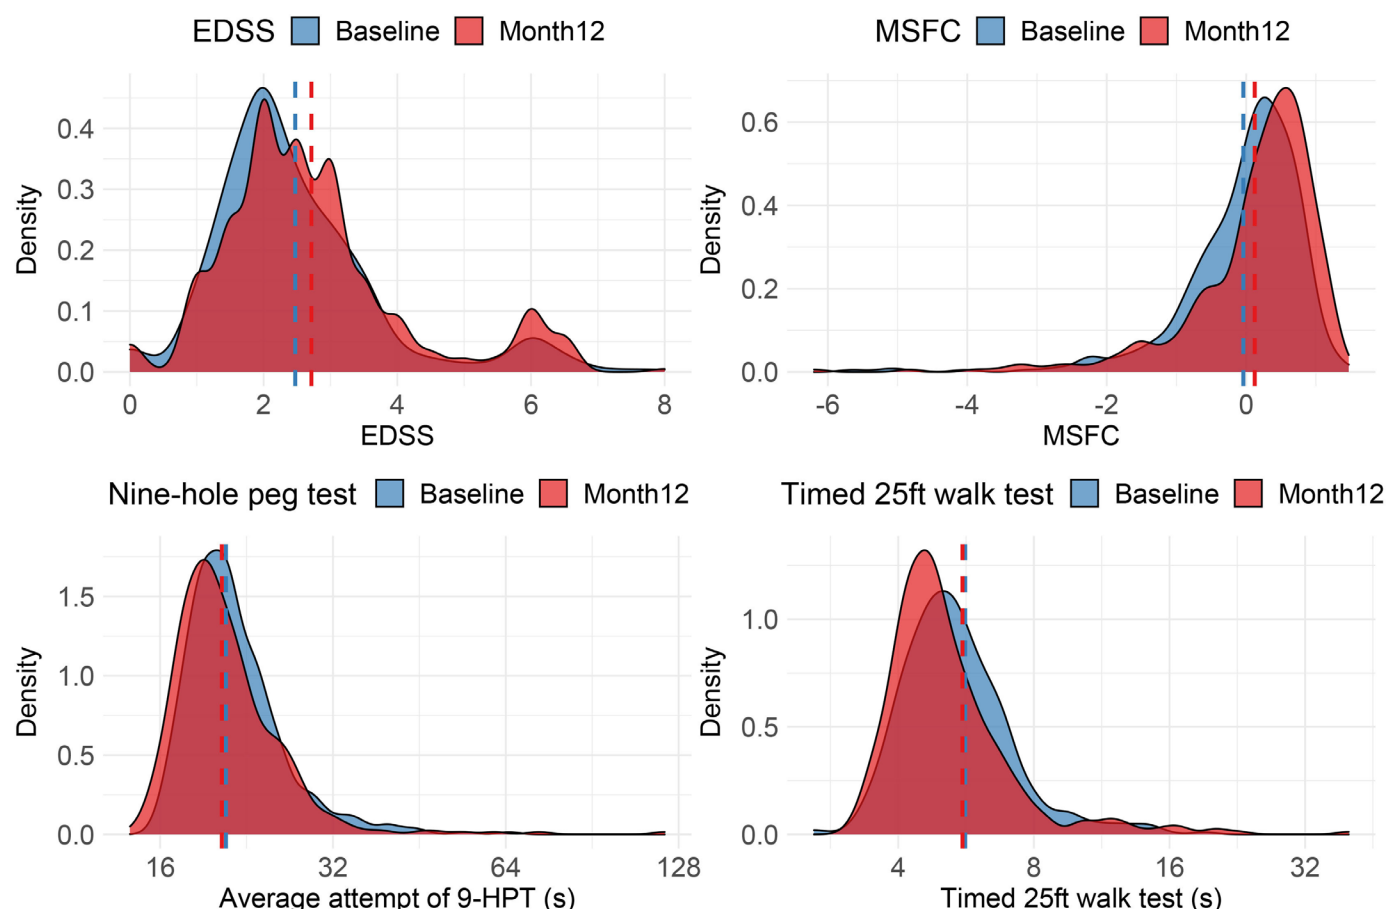 EDSS Baseline Month12
MSFC Baseline Month12
Density
0.4
0.3
0.2
0.1
0.0
0 2 4 6 8
EDSS
Density
0.6
0.4
0.2
0.0
-6 -4 -2 0
MSFC
Nine-hole peg test Baseline Month12
Timed 25ft walk test Baseline Month12
Density
1.5
1.0
0.5
0.0
16 32 64 128
Average attempt of 9-HPT (s)
Density
1.0
0.5
0.0
4 8 16 32
Timed 25ft walk test (s)